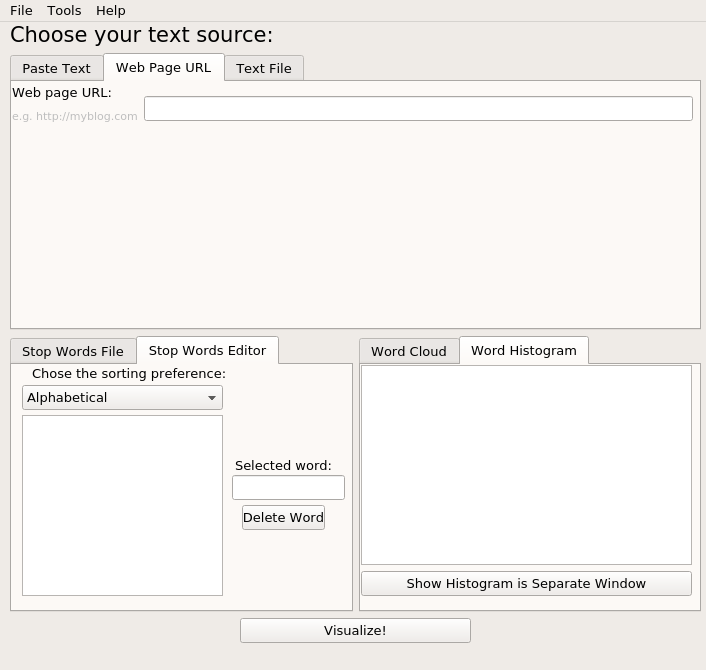 File Tools Help
Choose your text source:
Paste Text Web Page URL Text File
Web page URL:
e.g. http://myblog.com
Stop Words File Stop Words Editor
Chose the sorting preference:
Alphabetical
Selected word:
Delete Word
Word Cloud Word Histogram
Show Histogram is Separate Window
Visualize!